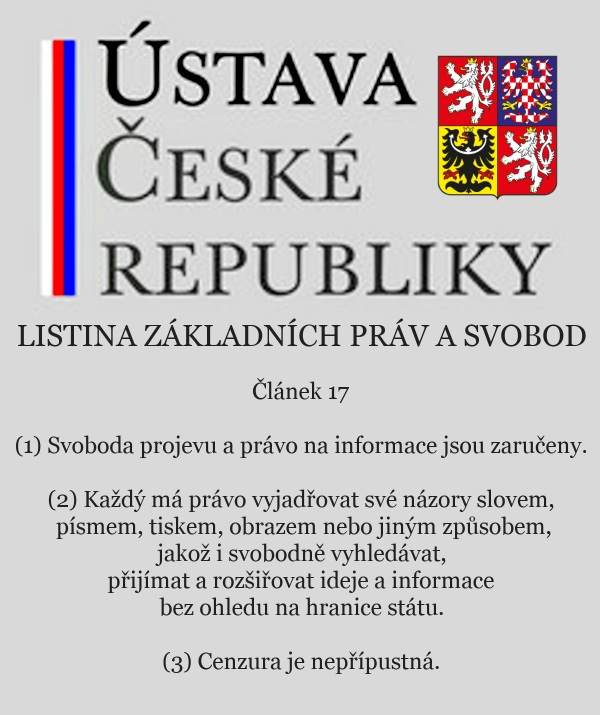 ÚSTAVA
ČESKÉ
REPUBLIKY
LISTINA ZÁKLADNÍCH PRÁV A SVOBOD
Článek 17
(1) Svoboda projevu a právo na informace jsou zaručeny.
(2) Každý má právo vyjadřovat své názory slovem,
písmem, tiskem, obrazem nebo jiným způsobem,
jakož i svobodně vyhledávat,
přijímat a rozšiřovat ideje a informace
bez ohledu na hranice státu.
(3) Cenzura je nepřípustná.